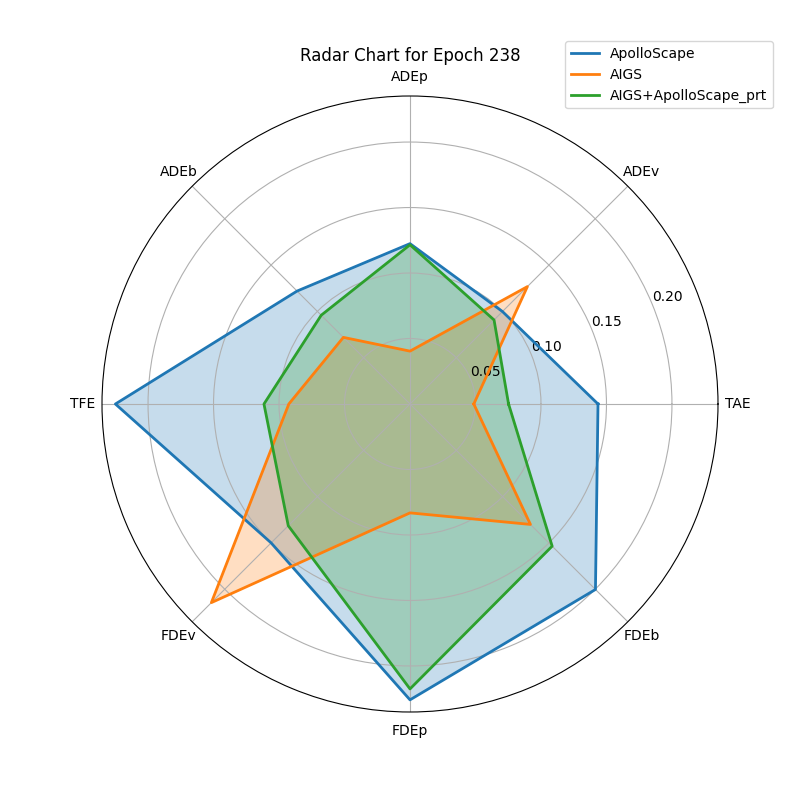 Radar Chart for Epoch 238
ApolloScape
AIGS
AIGS+ApolloScape_prt
ADEp
ADEb
ADEv
0.20
0.15
0.10
0.05
TFE
TAE
FDEv
FDEb
FDEp